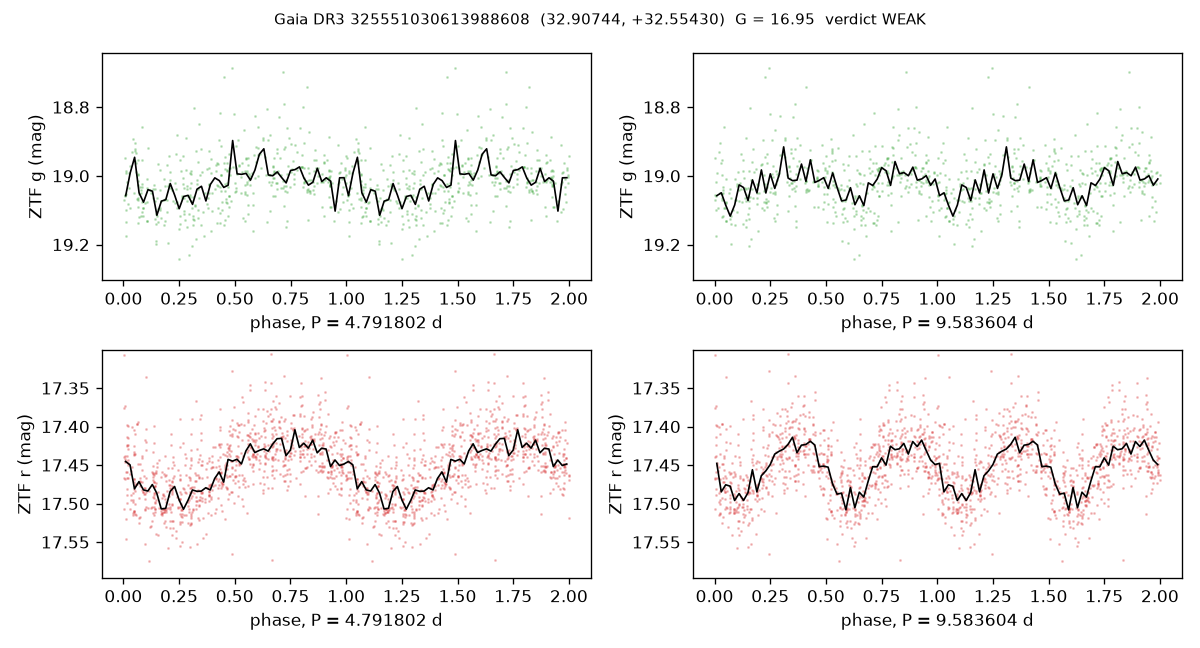 Gaia DR3 325551030613988608  (32.90744, +32.55430)  G = 16.95  verdict WEAK
ZTF g (mag)
18.8
19.0
19.2
0.00 0.25 0.50 0.75 1.00 1.25 1.50 1.75 2.00
phase, P = 4.791802 d
ZTF g (mag)
18.8
19.0
19.2
0.00 0.25 0.50 0.75 1.00 1.25 1.50 1.75 2.00
phase, P = 9.583604 d
ZTF r (mag)
17.35
17.40
17.45
17.50
17.55
0.00 0.25 0.50 0.75 1.00 1.25 1.50 1.75 2.00
phase, P = 4.791802 d
ZTF r (mag)
17.35
17.40
17.45
17.50
17.55
0.00 0.25 0.50 0.75 1.00 1.25 1.50 1.75 2.00
phase, P = 9.583604 d